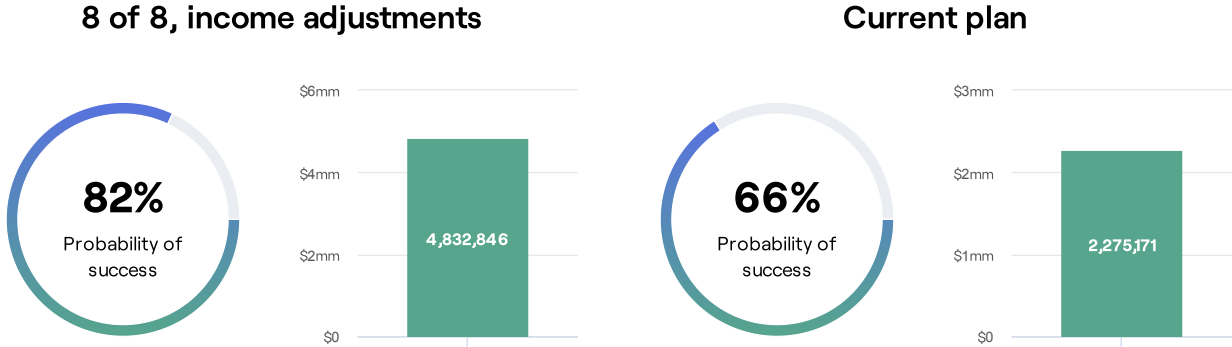 8 of 8, income adjustments
82%
Probability of
success
$6mm
$4mm
$2mm
$0
4,832,846
Current plan
66%
Probability of
success
$3mm
$2mm
$1mm
$0
2,275,171